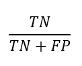 TN
TN + FP